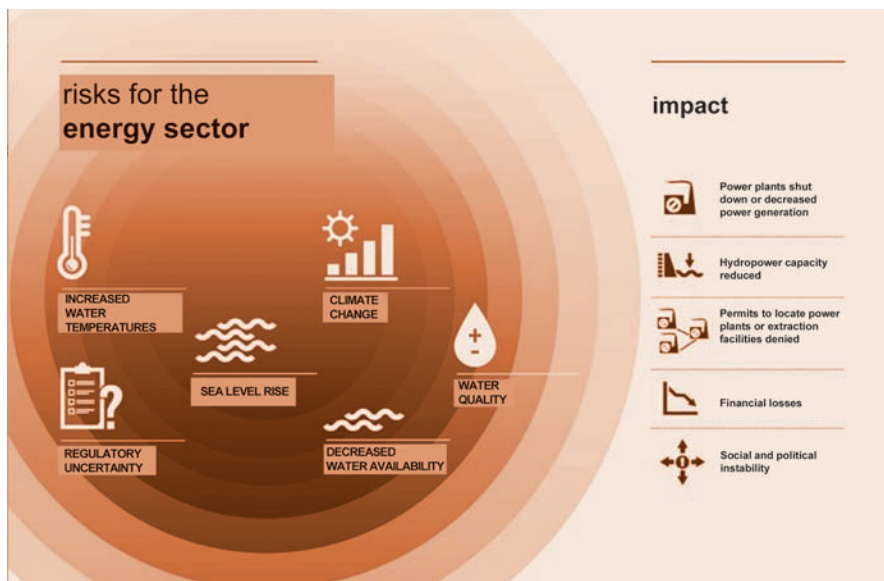 risks for the
energy sector
INCREASED
WATER
TEMPERATURES
CLIMATE
CHANGE
SEA LEVEL RISE
+
-
WATER
QUALITY
?
REGULATORY
UNCERTAINTY
DECREASED
WATER AVAILABILITY
impact
Power plants shut
down or decreased
power generation
Hydropower capacity
reduced
Permits to locate power
plants or extraction
facilities denied
Financial losses
Social and political
instability